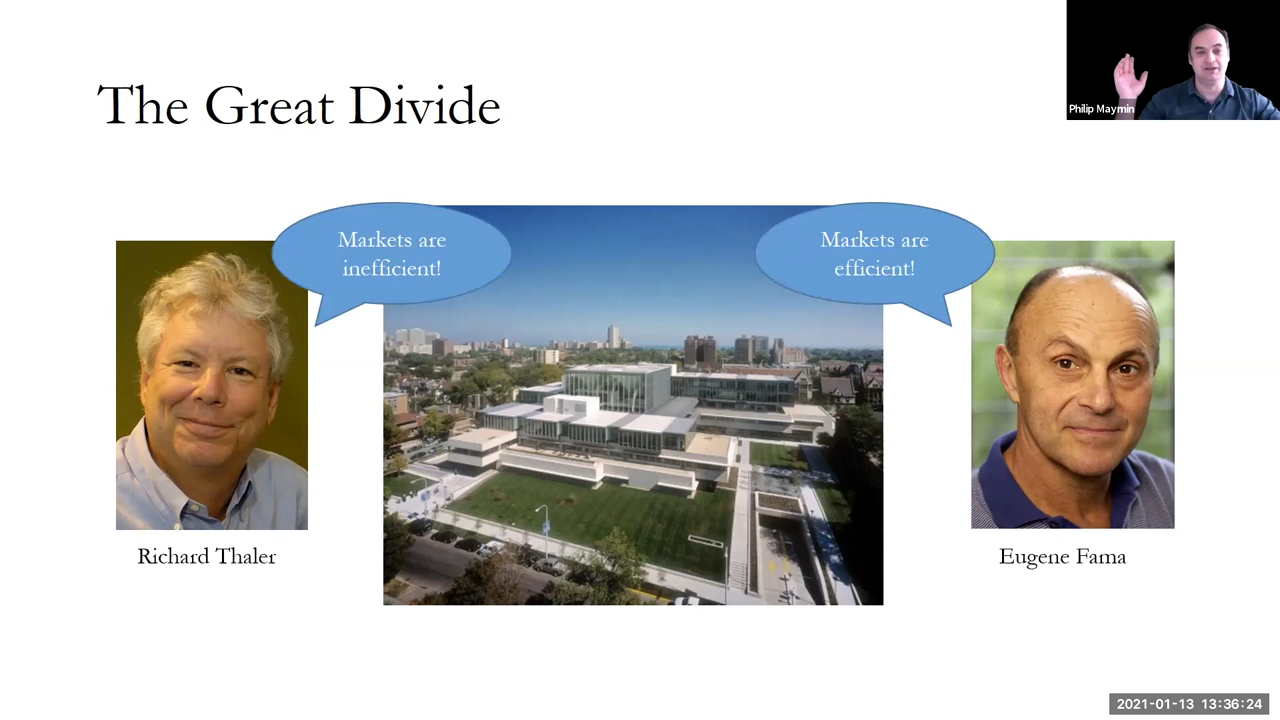 Philip Maymin
The Great Divide
Markets are
inefficient!
Markets are
efficient!
Richard Thaler
Eugene Fama
2021-01-13 13:36:24